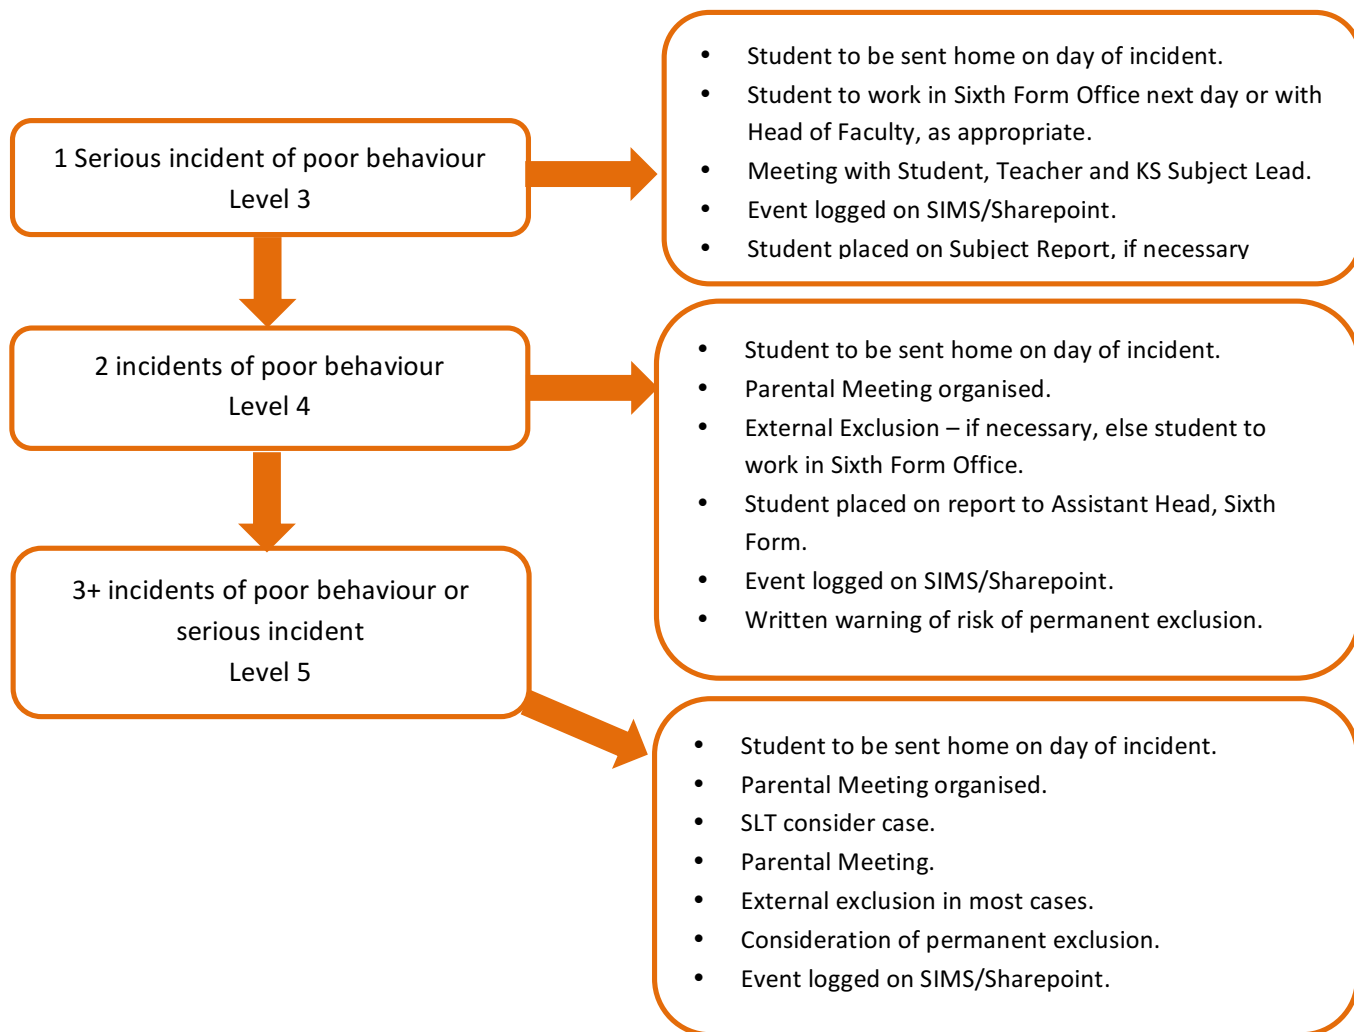 1 Serious incident of poor behaviour
Level 3
• Student to be sent home on day of incident.
• Student to work in Sixth Form Office next day or with
Head of Faculty, as appropriate.
• Meeting with Student, Teacher and KS Subject Lead.
• Event logged on SIMS/Sharepoint.
• Student placed on Subject Report, if necessary
2 incidents of poor behaviour
Level 4
• Student to be sent home on day of incident.
• Parental Meeting organised.
• External Exclusion – if necessary, else student to
work in Sixth Form Office.
• Student placed on report to Assistant Head, Sixth
Form.
• Event logged on SIMS/Sharepoint.
• Written warning of risk of permanent exclusion.
3+ incidents of poor behaviour or
serious incident
Level 5
• Student to be sent home on day of incident.
• Parental Meeting organised.
• SLT consider case.
• Parental Meeting.
• External exclusion in most cases.
• Consideration of permanent exclusion.
• Event logged on SIMS/Sharepoint.